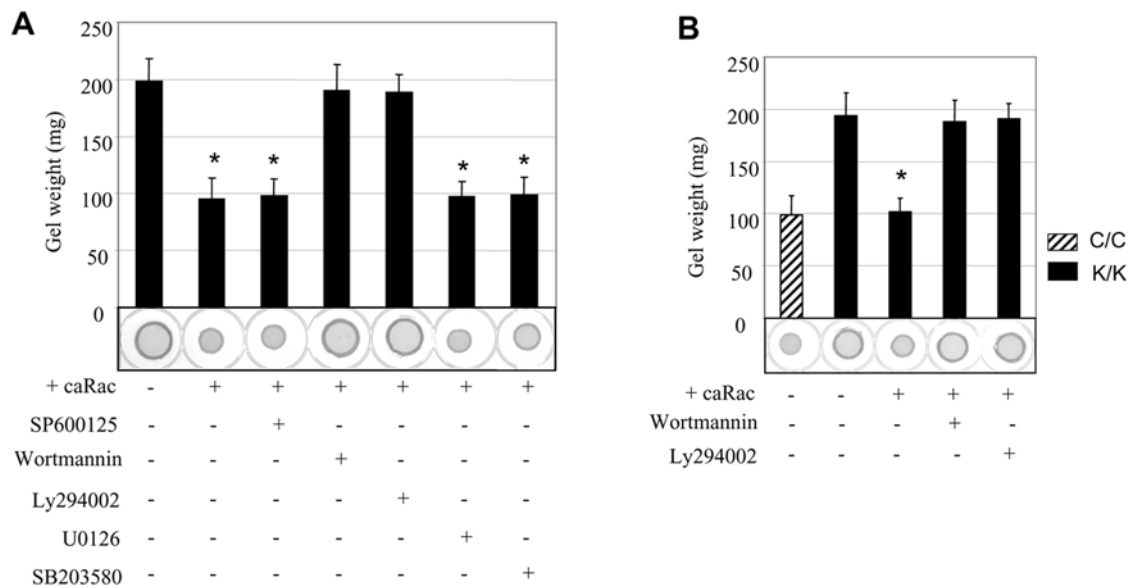 A
250
200
150
100
50
0
Gel weight (mg)
* * * *
+ caRac - + + + + + +
SP600125 - - + - - - -
Wortmannin - - - + - - -
Ly294002 - - - - + - -
U0126 - - - - - + -
SB203580 - - - - - - +
B
250
200
150
100
50
0
Gel weight (mg)
*
C/C
K/K
+ caRac - - + + +
Wortmannin - - - + -
Ly294002 - - - - +